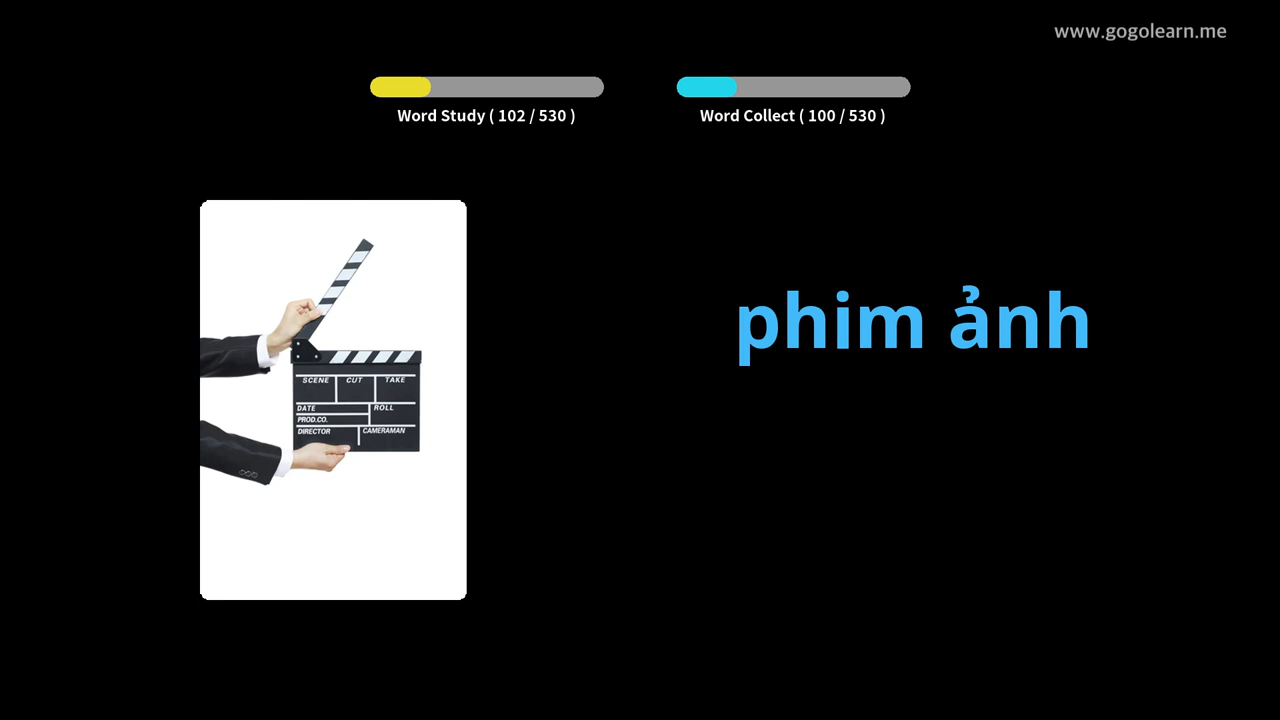 www.gogolearn.me
Word Study ( 102 / 530 )
Word Collect ( 100 / 530 )
phim ảnh
SCENE
CUT
TAKE
DATE
ROLL
PROD.CO.
DIRECTOR
CAMERAMAN